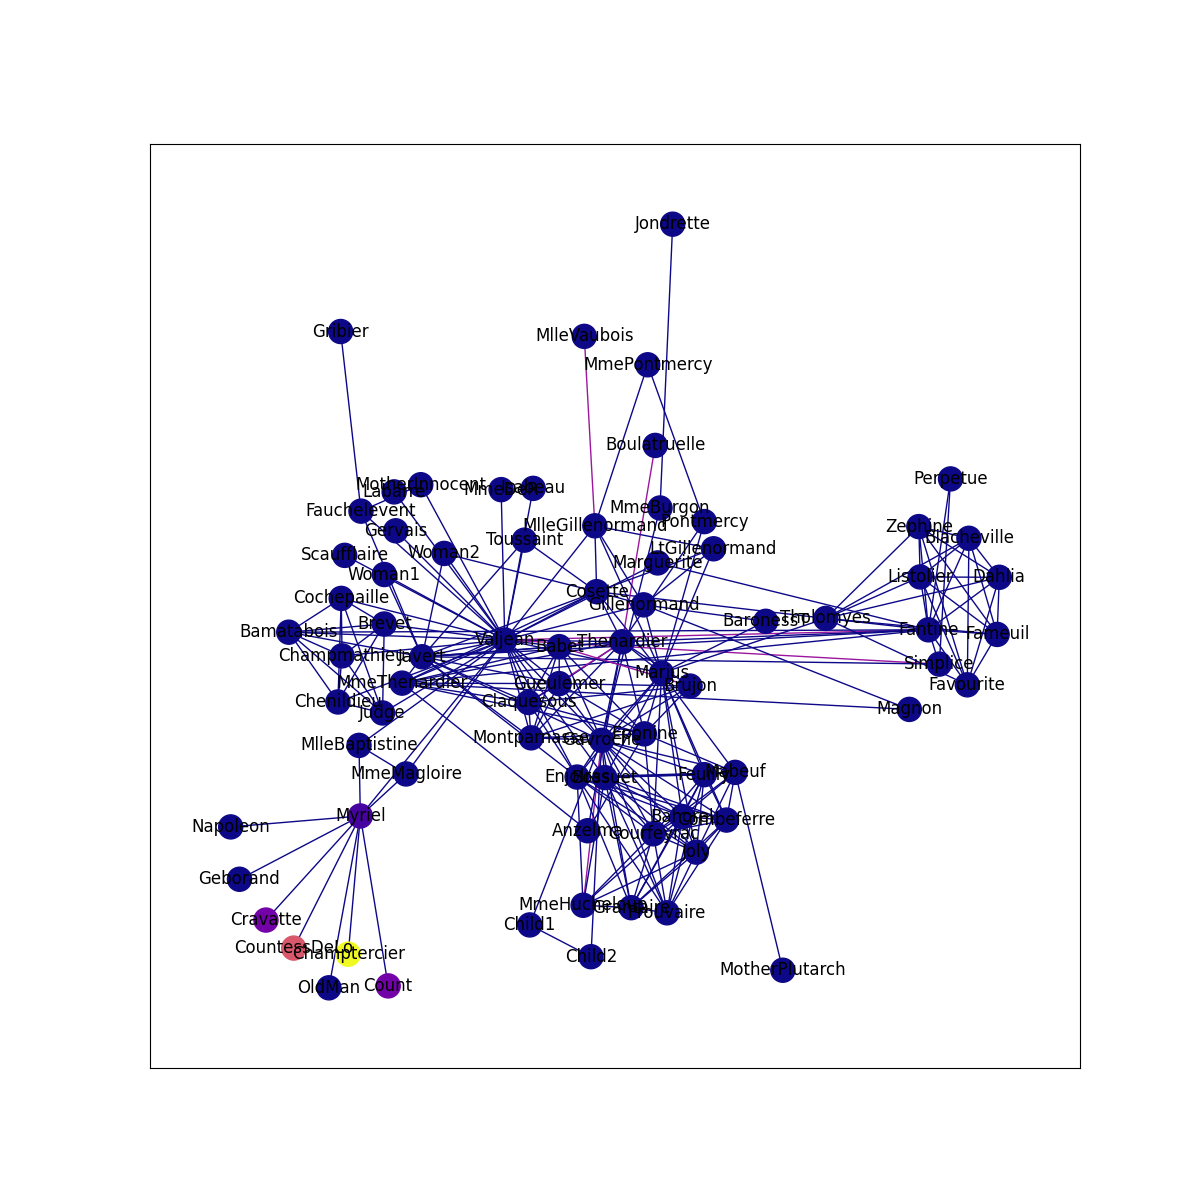 Jondrette
Gribier
MlleVaubois
MmePontmercy
Boulatruelle
Perpetue
MotherInnocent
Labarre
MmeDeR
Isabeau
Fauchelevent
MmeBurgon
Pontmercy
MlleGillenormand
Zephine
Gervais
Blacheville
Toussaint
LtGillenormand
Scaufflaire
Woman2
Marguerite
Woman1
Listolier
Dahlia
Cosette
Cochepaille
Gillenormand
Tholomyes
Baroness
Brevet
Bamatabois
Fantine
Fameuil
Valjean
Thenardier
Babet
Champmathieu
Javert
Simplice
Marius
MmeThenardier
Gueulemer
Brujon
Favourite
Chenildieu
Claquesous
Magnon
Judge
Eponine
Montparnasse
Gavroche
MlleBaptistine
MmeMagloire
Feuilly
Mabeuf
Enjolras
Bossuet
Myriel
Bahorel
Combeferre
Napoleon
Anzelma
Courfeyrac
Joly
Geborand
MmeHucheloup
Grantaire
Prouvaire
Cravatte
Child1
CountessDeLo
Champtercier
Child2
MotherPlutarch
OldMan
Count